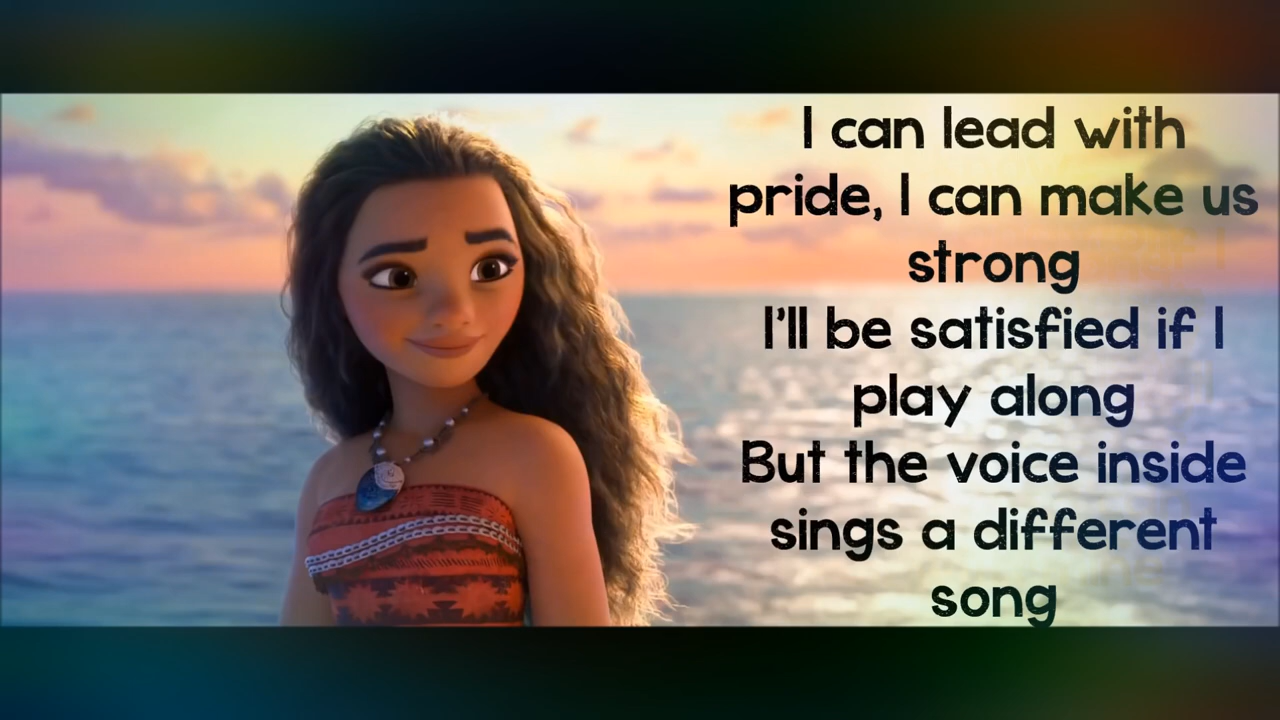 I can lead with
pride, I can make us
strong
I'll be satisfied if I
play along
But the voice inside
sings a different
song